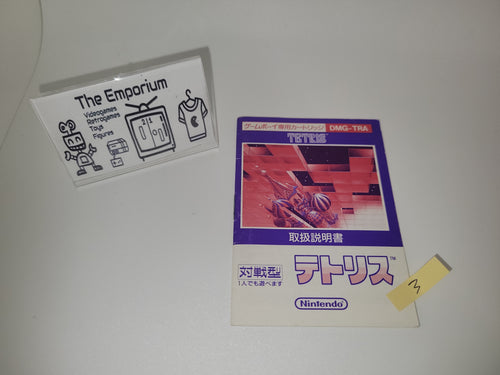 The Emporium
Videogames
Retrogames
Toys
Figures
ゲームボーイ専用カートリッジ DMG-TRA
TETRIS
取扱説明書
対戦型
1人でも遊べます
テトリス™
Nintendo
3